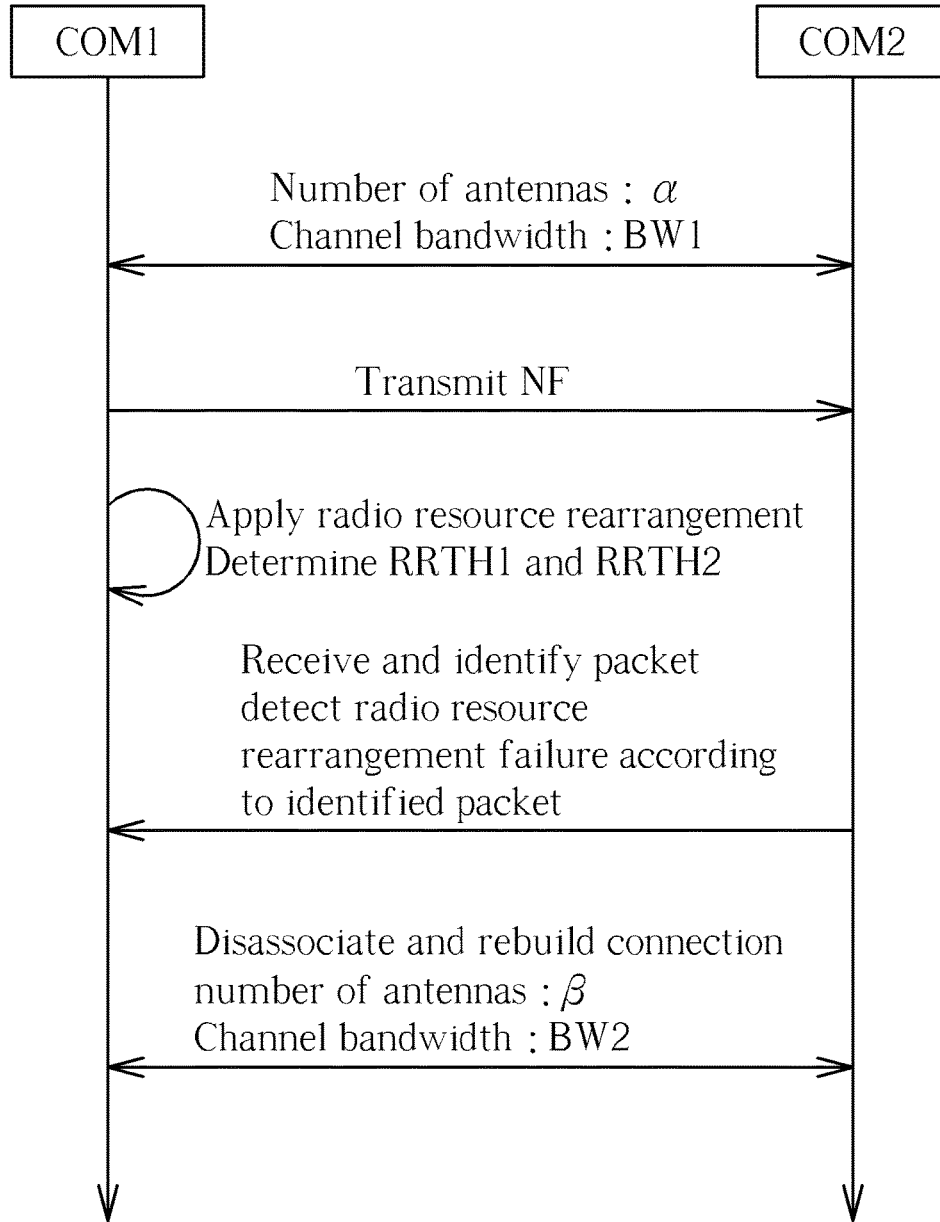 COM1
COM2
Number of antennas : α
Channel bandwidth : BW1
Transmit NF
Apply radio resource rearrangement
Determine RRTH1 and RRTH2
Receive and identify packet
detect radio resource
rearrangement failure according
to identified packet
Disassociate and rebuild connection
number of antennas : β
Channel bandwidth : BW2